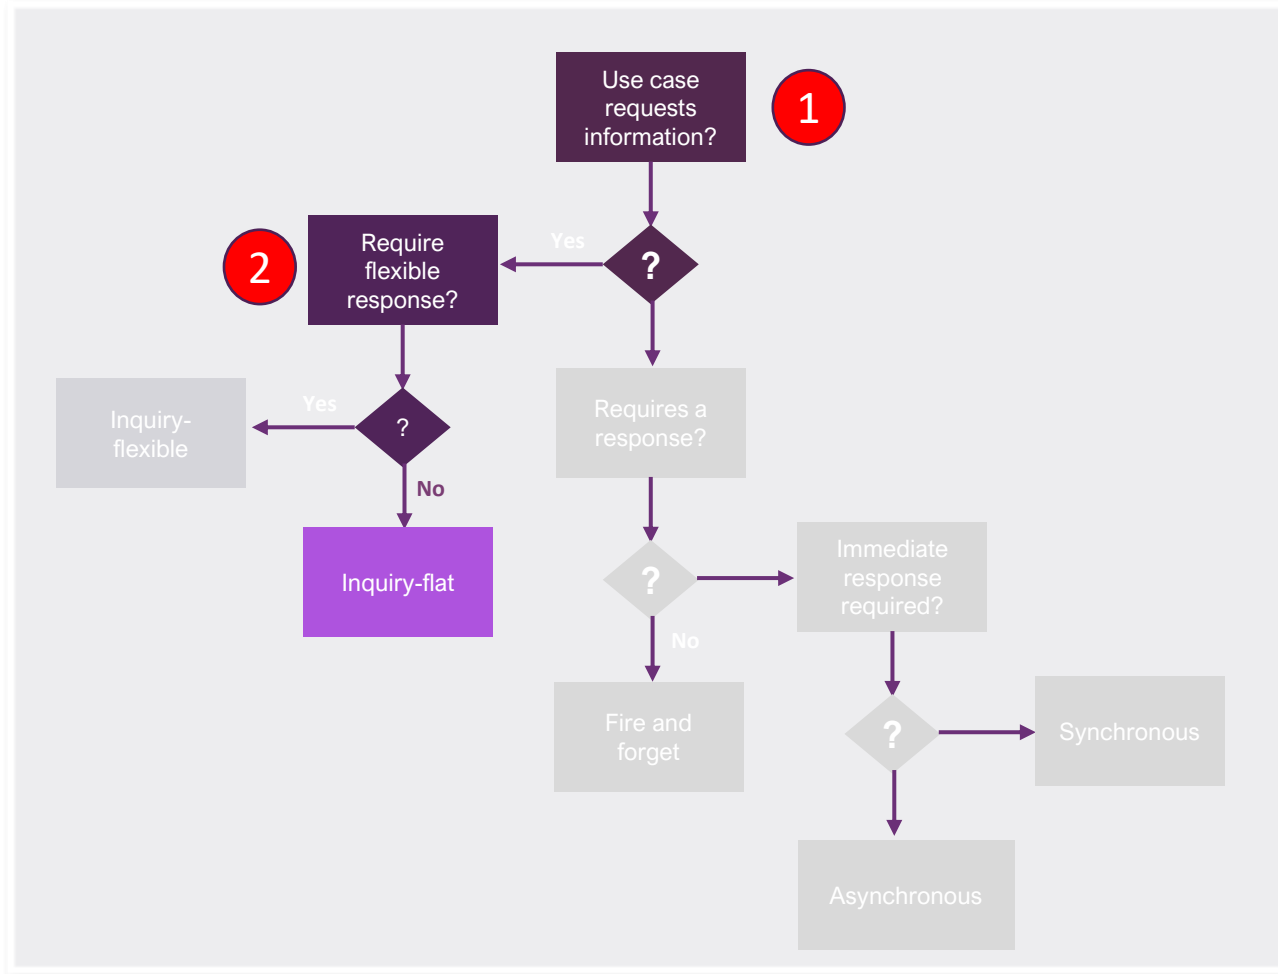 Use case
requests
information?
1
Require
flexible
response?
2
Yes
?
Inquiry-
flexible
Yes
?
No
Inquiry-flat
Requires a
response?
?
No
Immediate
response
required?
Fire and
forget
?
Synchronous
Asynchronous